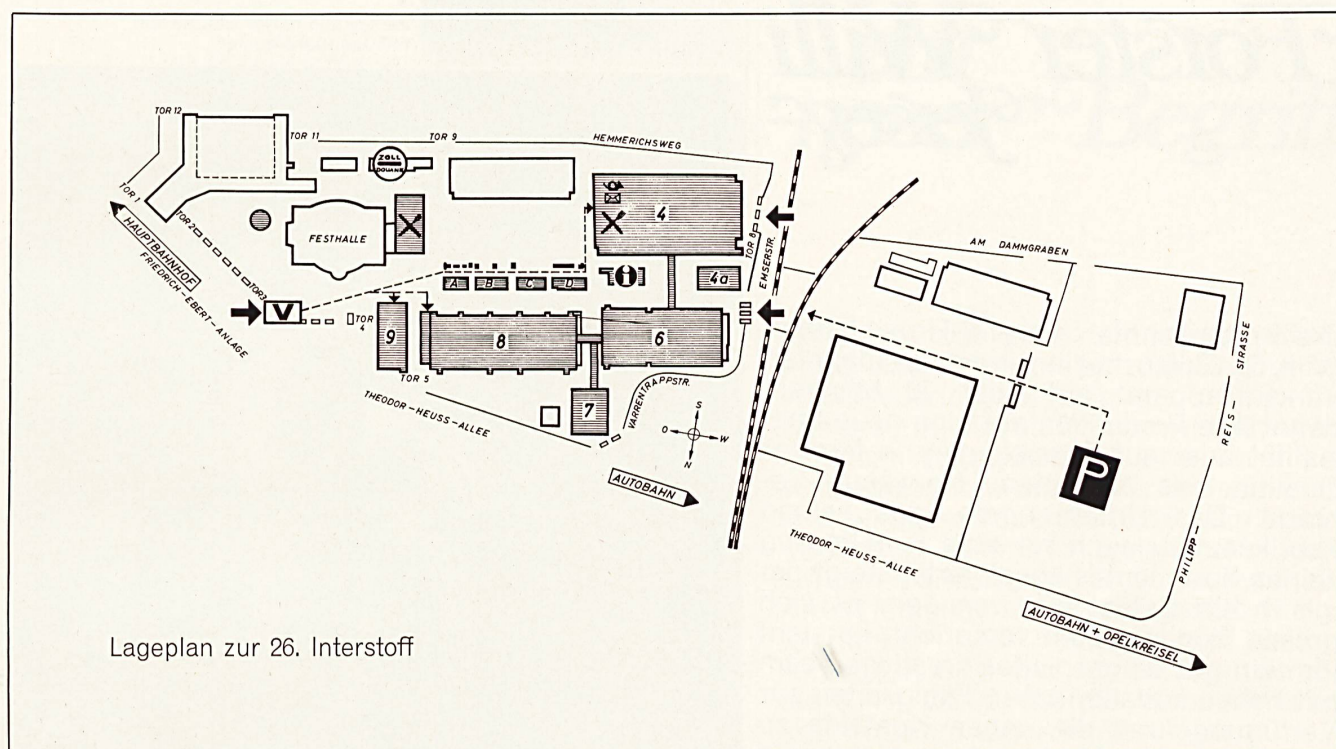 TOR 12
TOR 11
TOR 9
HEMMERICHSWEG
ZOLL
DOUANE
TOR 1
TOR 2
TOR 3
HAUPTBAHNHOF
FRIEDRICH-EBERT-ANLAGE
FESTHALLE
4
TOR 8
EMSERSTR.
AM DAMMGRABEN
i
4a
A B C D
V
TOR 4
9
8
6
TOR 5
7
THEODOR-HEUSS-ALLEE
VARRENTRAPPSTR.
S
O
W
N
AUTOBAHN
P
PHILIPP-REIS-STRASSE
THEODOR-HEUSS-ALLEE
AUTOBAHN + OPELKREISEL
Lageplan zur 26. Interstoff